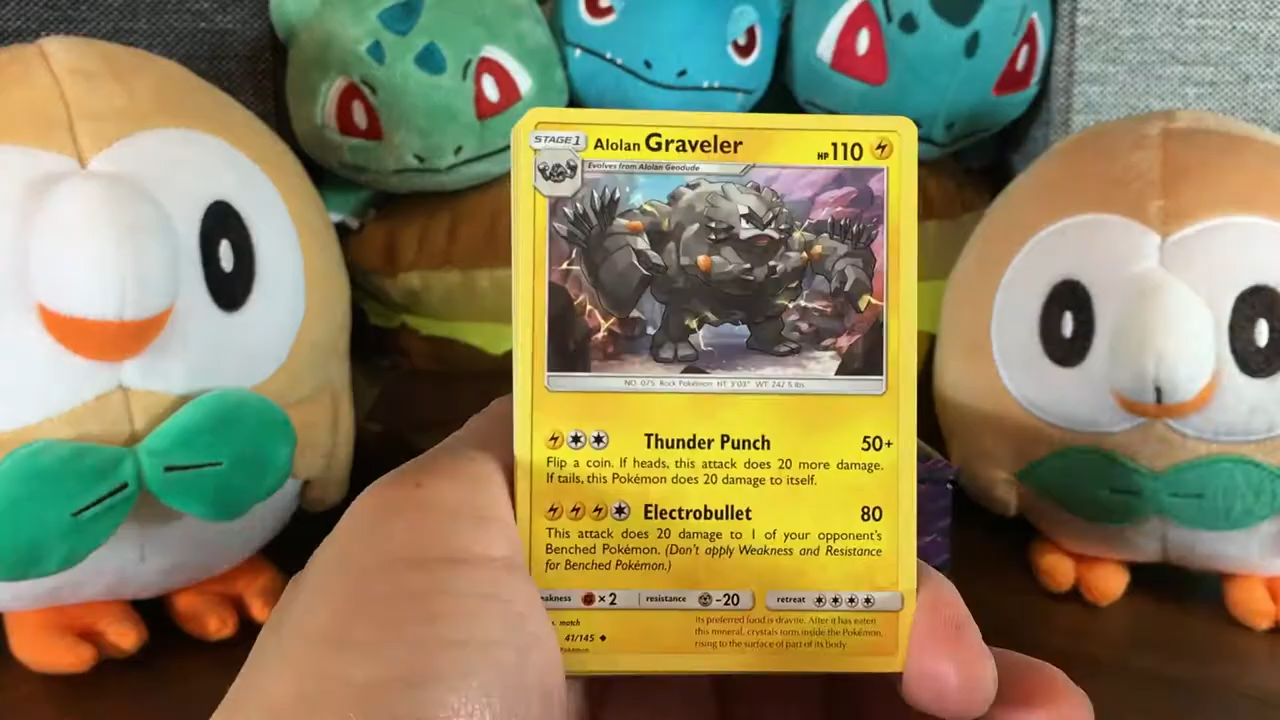 STAGE 1
Alolan Graveler
HP 110
Evolves from Alolan Geodude
NO. 075 Rock Pokémon HT: 3'03" WT: 242.5 lbs.
Thunder Punch 50+
Flip a coin. If heads, this attack does 20 more damage.
If tails, this Pokémon does 20 damage to itself.
Electrobullet 80
This attack does 20 damage to 1 of your opponent's
Benched Pokémon. (Don't apply Weakness and Resistance
for Benched Pokémon.)
eakness ×2 resistance -20 retreat
match
41/145
Pokémon
Its preferred food is dravite. After it has eaten
this mineral, crystals form inside the Pokémon,
rising to the surface of part of its body